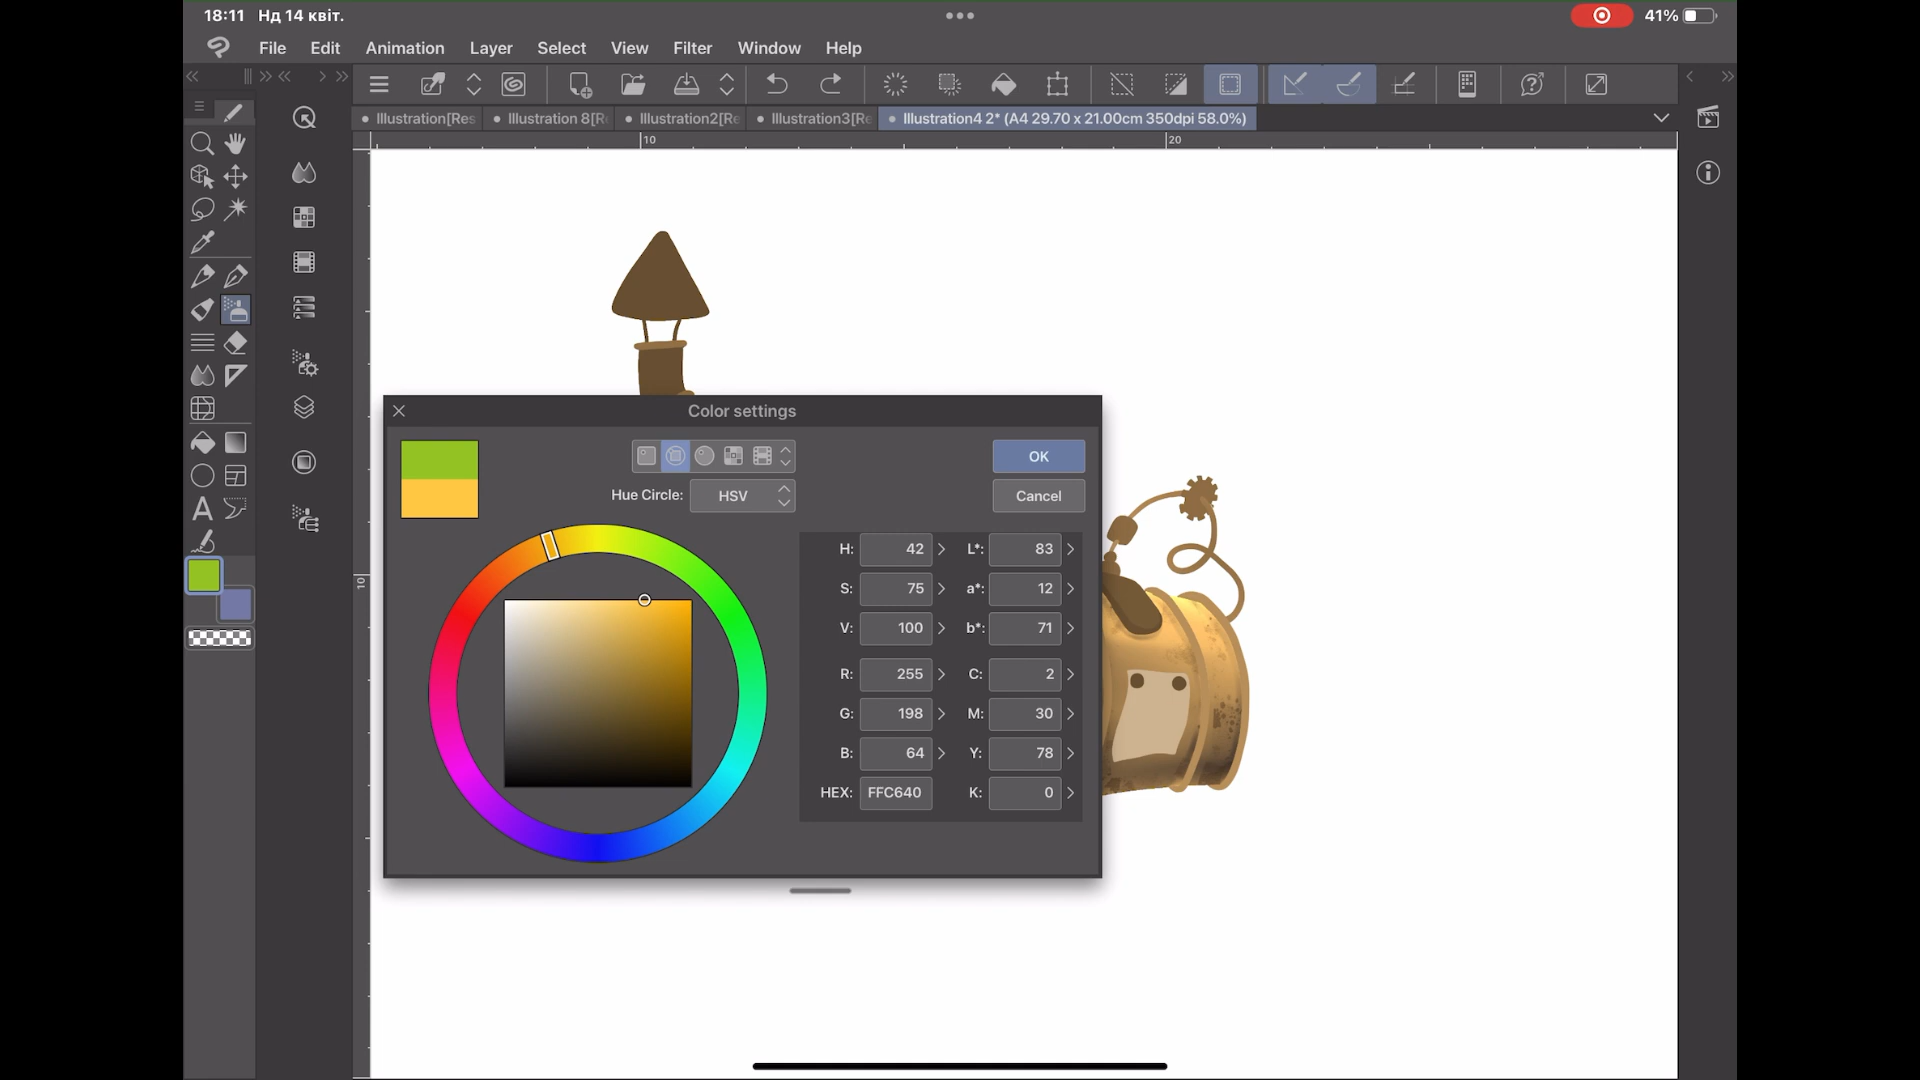 18:11 Нд 14 квіт.
41%
File Edit Animation Layer Select View Filter Window Help
Illustration[Res Illustration 8[R Illustration2[Re Illustration3[Re Illustration4 2* (A4 29.70 x 21.00cm 350dpi 58.0%)
10 20
10
Color settings
OK
Hue Circle: HSV Cancel
H: 42 L*: 83
S: 75 a*: 12
V: 100 b*: 71
R: 255 C: 2
G: 198 M: 30
B: 64 Y: 78
HEX: FFC640 K: 0